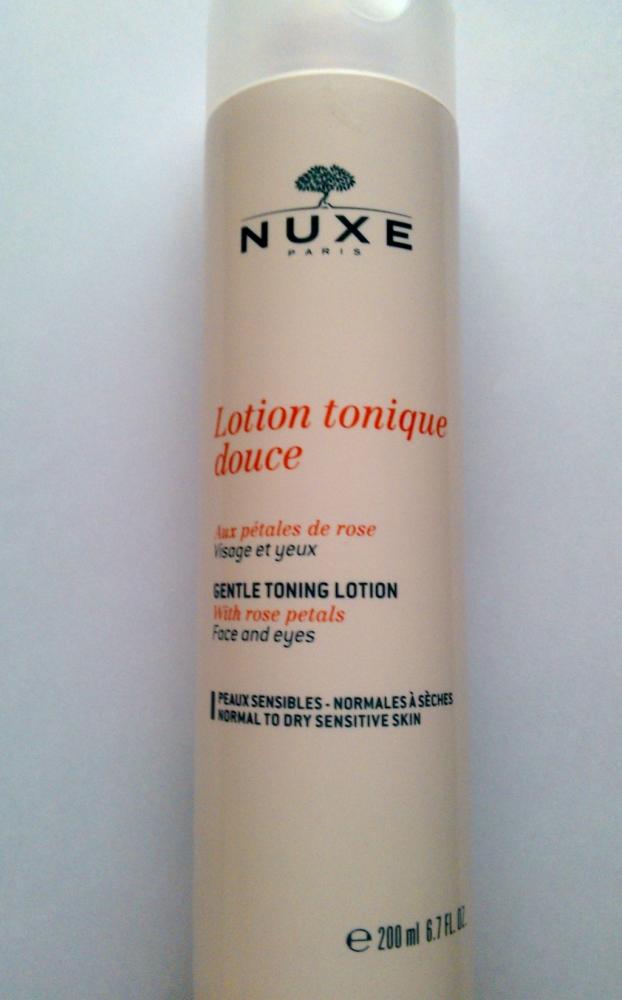 NUXE
PARIS
Lotion tonique
douce
Aux pétales de rose
Visage et yeux
GENTLE TONING LOTION
With rose petals
Face and eyes
PEAUX SENSIBLES - NORMALES À SÈCHES
NORMAL TO DRY SENSITIVE SKIN
℮ 200 ml 6.7 FL. OZ.